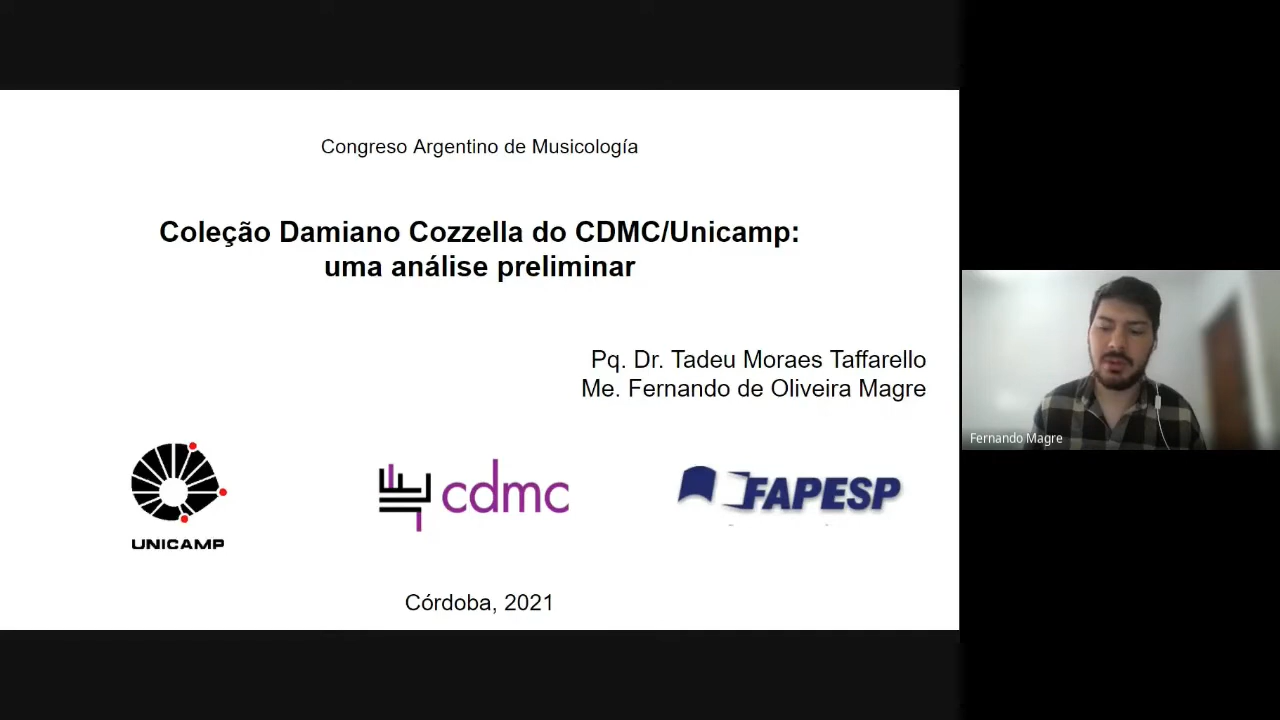 Congreso Argentino de Musicología
Coleção Damiano Cozzella do CDMC/Unicamp:
uma análise preliminar
Pq. Dr. Tadeu Moraes Taffarello
Me. Fernando de Oliveira Magre
UNICAMP
cdmc
FAPESP
Córdoba, 2021
Fernando Magre